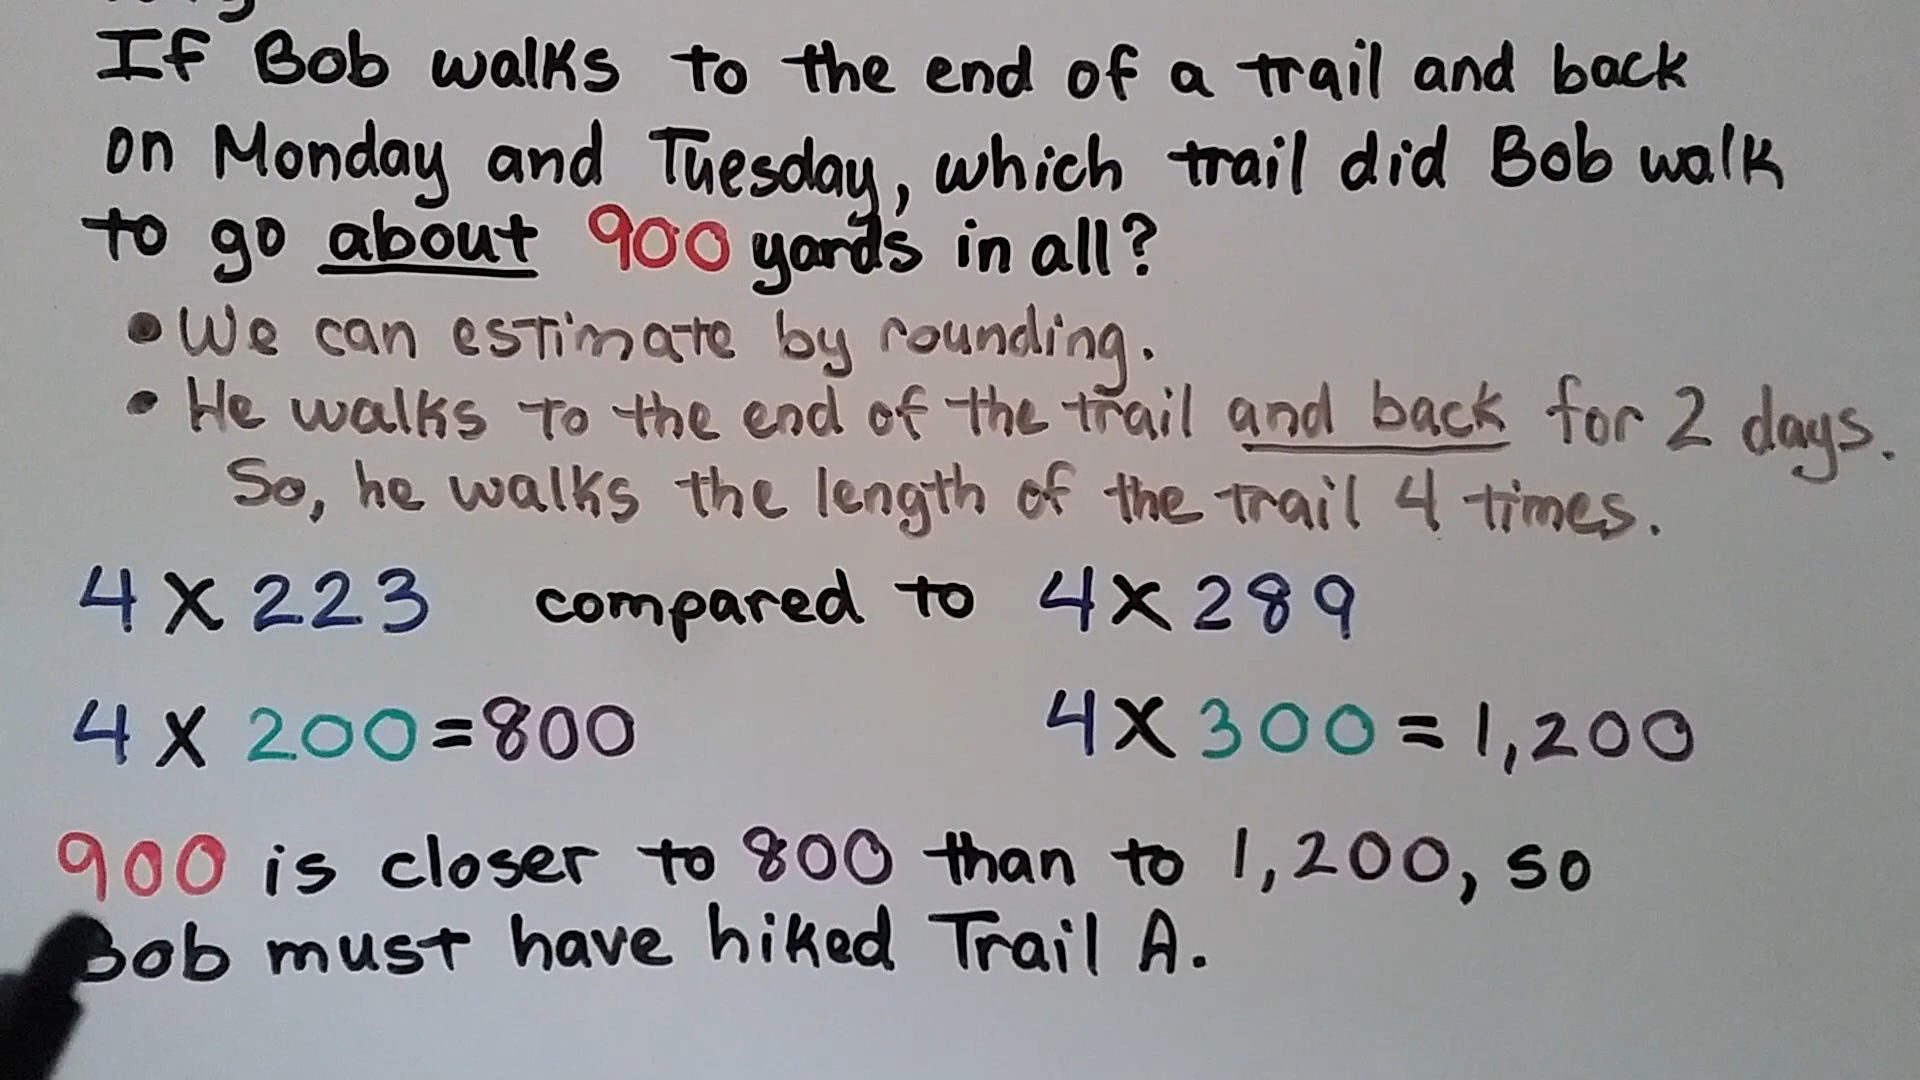 If Bob walks to the end of a trail and back
on Monday and Tuesday, which trail did Bob walk
to go about 900 yards in all?
• We can estimate by rounding.
• He walks to the end of the trail and back for 2 days.
So, he walks the length of the trail 4 times.
4 x 223 compared to 4 x 289
4 x 200 = 800 4 x 300 = 1,200
900 is closer to 800 than to 1,200, so
Bob must have hiked Trail A.